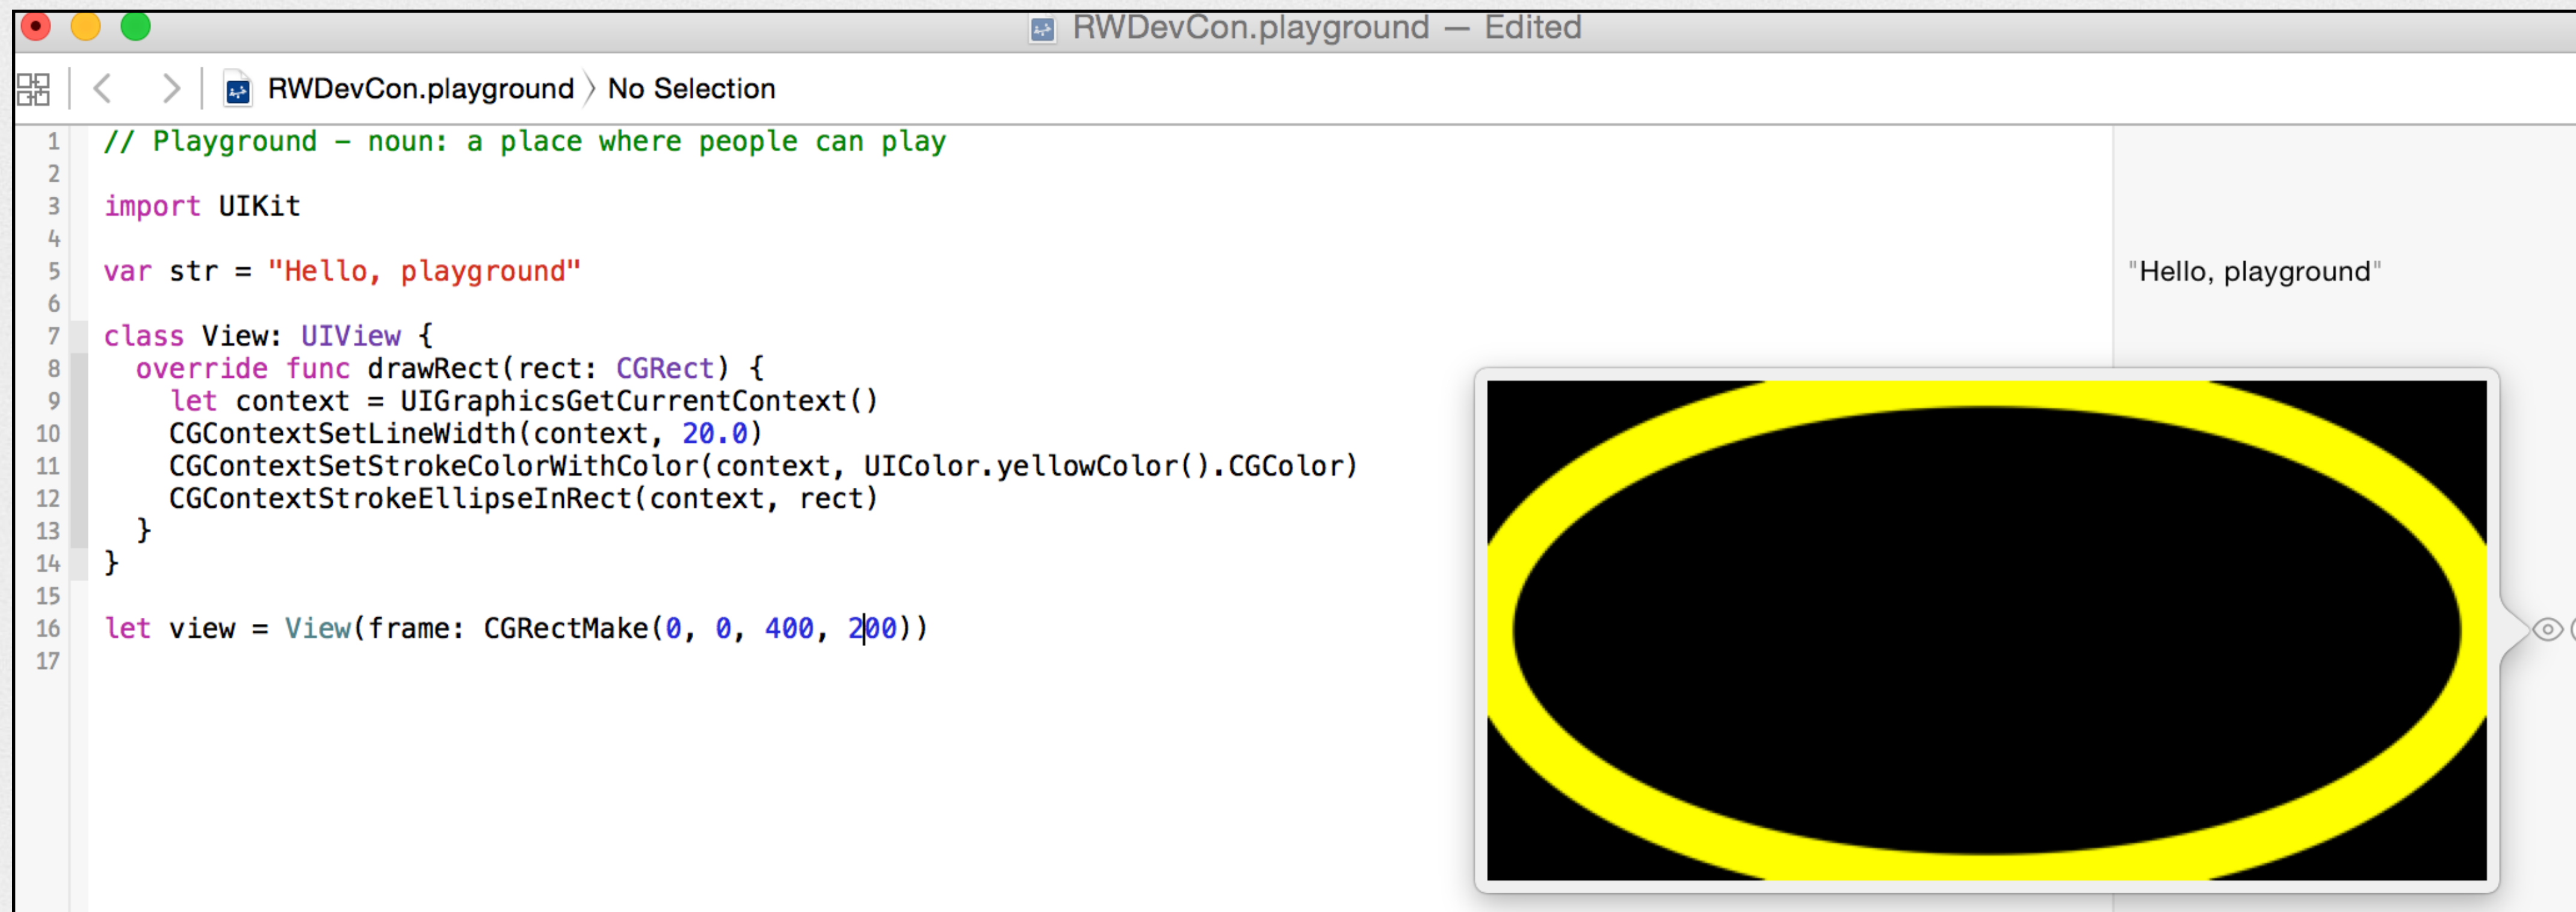 RWDevCon.playground — Edited
RWDevCon.playground 〉 No Selection
1 // Playground - noun: a place where people can play
2
3 import UIKit
4
5 var str = "Hello, playground"
"Hello, playground"
6
7 class View: UIView {
8 override func drawRect(rect: CGRect) {
9 let context = UIGraphicsGetCurrentContext()
10 CGContextSetLineWidth(context, 20.0)
11 CGContextSetStrokeColorWithColor(context, UIColor.yellowColor().CGColor)
12 CGContextStrokeEllipseInRect(context, rect)
13 }
14 }
15
16 let view = View(frame: CGRectMake(0, 0, 400, 200))
17